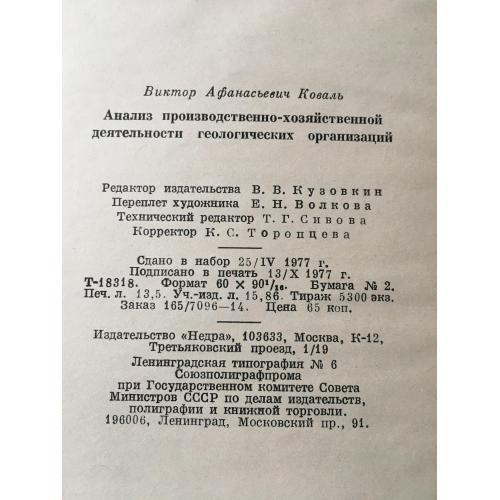 Виктор Афанасьевич Коваль
Анализ производственно-хозяйственной
деятельности геологических организаций
Редактор издательства В. В. Кузовкин
Переплет художника Е. Н. Волкова
Технический редактор Т. Г. Сивова
Корректор К. С. Торопцева
Сдано в набор 25/IV 1977 г.
Подписано в печать 13/X 1977 г.
Т-18318. Формат 60 × 90¹/₁₆. Бумага № 2.
Печ. л. 13,5. Уч.-изд. л. 15,86. Тираж 5300 экз.
Заказ 165/7096—14. Цена 65 коп.
Издательство «Недра», 103633, Москва, К-12,
Третьяковский проезд, 1/19
Ленинградская типография № 6
Союзполиграфпрома
при Государственном комитете Совета
Министров СССР по делам издательств,
полиграфии и книжной торговли.
196006, Ленинград, Московский пр., 91.